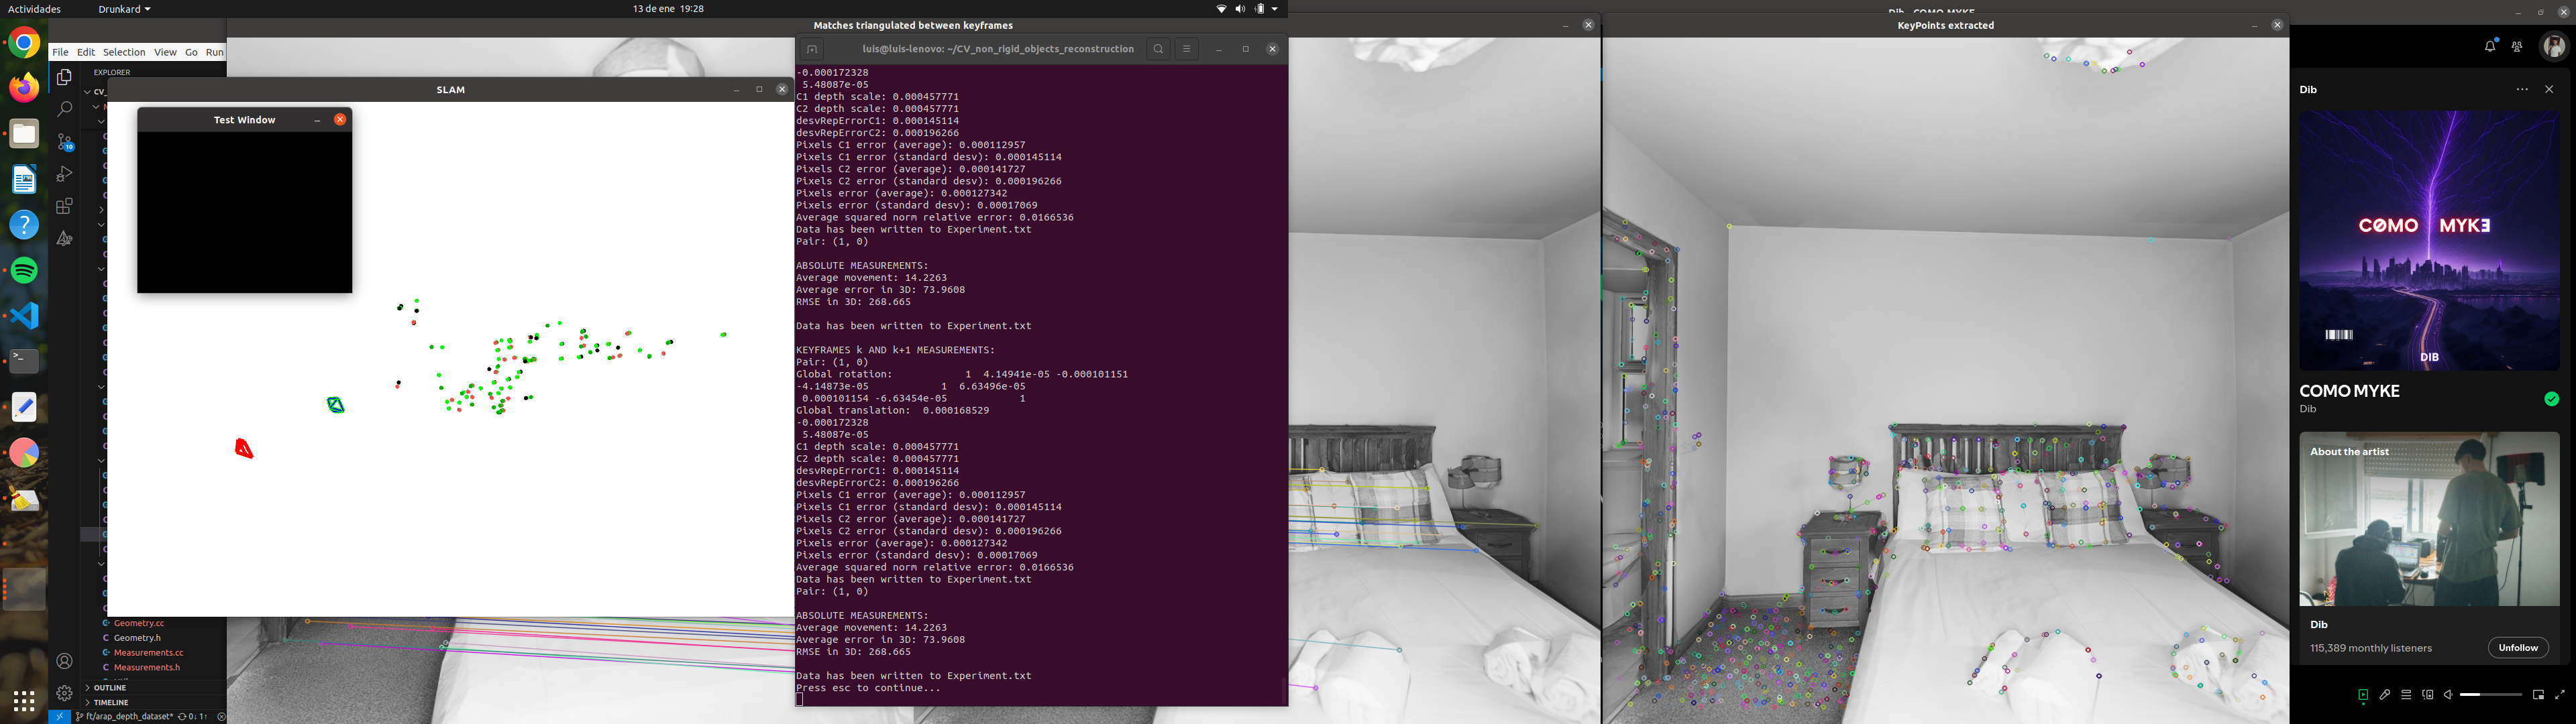 Actividades
Drunkard
13 de ene 19:28
Matches triangulated between keyframes
Dib - COMO MYKE
KeyPoints extracted
File Edit Selection View Go Run
EXPLORER
SLAM
Test Window
10
Geometry.cc
Geometry.h
Measurements.cc
Measurements.h
OUTLINE
TIMELINE
ft/arap_depth_dataset* 0↓ 1↑
luis@luis-lenovo: ~/CV_non_rigid_objects_reconstruction
-0.000172328
5.48087e-05
C1 depth scale: 0.000457771
C2 depth scale: 0.000457771
desvRepErrorC1: 0.000145114
desvRepErrorC2: 0.000196266
Pixels C1 error (average): 0.000112957
Pixels C1 error (standard desv): 0.000145114
Pixels C2 error (average): 0.000141727
Pixels C2 error (standard desv): 0.000196266
Pixels error (average): 0.000127342
Pixels error (standard desv): 0.00017069
Average squared norm relative error: 0.0166536
Data has been written to Experiment.txt
Pair: (1, 0)
ABSOLUTE MEASUREMENTS:
Average movement: 14.2263
Average error in 3D: 73.9608
RMSE in 3D: 268.665
Data has been written to Experiment.txt
KEYFRAMES k AND k+1 MEASUREMENTS:
Pair: (1, 0)
Global rotation: 1 4.14941e-05 -0.000101151
-4.14873e-05 1 6.63496e-05
0.000101154 -6.63454e-05 1
Global translation: 0.000168529
-0.000172328
5.48087e-05
C1 depth scale: 0.000457771
C2 depth scale: 0.000457771
desvRepErrorC1: 0.000145114
desvRepErrorC2: 0.000196266
Pixels C1 error (average): 0.000112957
Pixels C1 error (standard desv): 0.000145114
Pixels C2 error (average): 0.000141727
Pixels C2 error (standard desv): 0.000196266
Pixels error (average): 0.000127342
Pixels error (standard desv): 0.00017069
Average squared norm relative error: 0.0166536
Data has been written to Experiment.txt
Pair: (1, 0)
ABSOLUTE MEASUREMENTS:
Average movement: 14.2263
Average error in 3D: 73.9608
RMSE in 3D: 268.665
Data has been written to Experiment.txt
Press esc to continue...
Dib
COMO MYKE
DIB
COMO MYKE
Dib
About the artist
Dib
115,389 monthly listeners
Unfollow